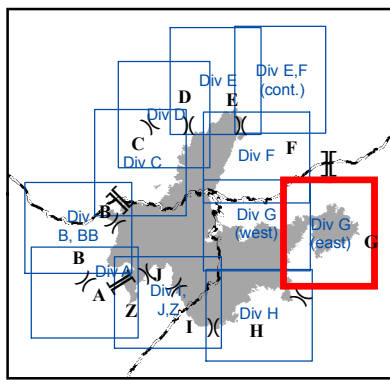 Div E
Div E,F
(cont.)
D
E
Div D
C
Div C
Div F
F
Div
B
B, BB
Div G
(west)
Div G
(east)
G
B
Div A
J
A
Z
Div I,
J,Z
I
Div H
H